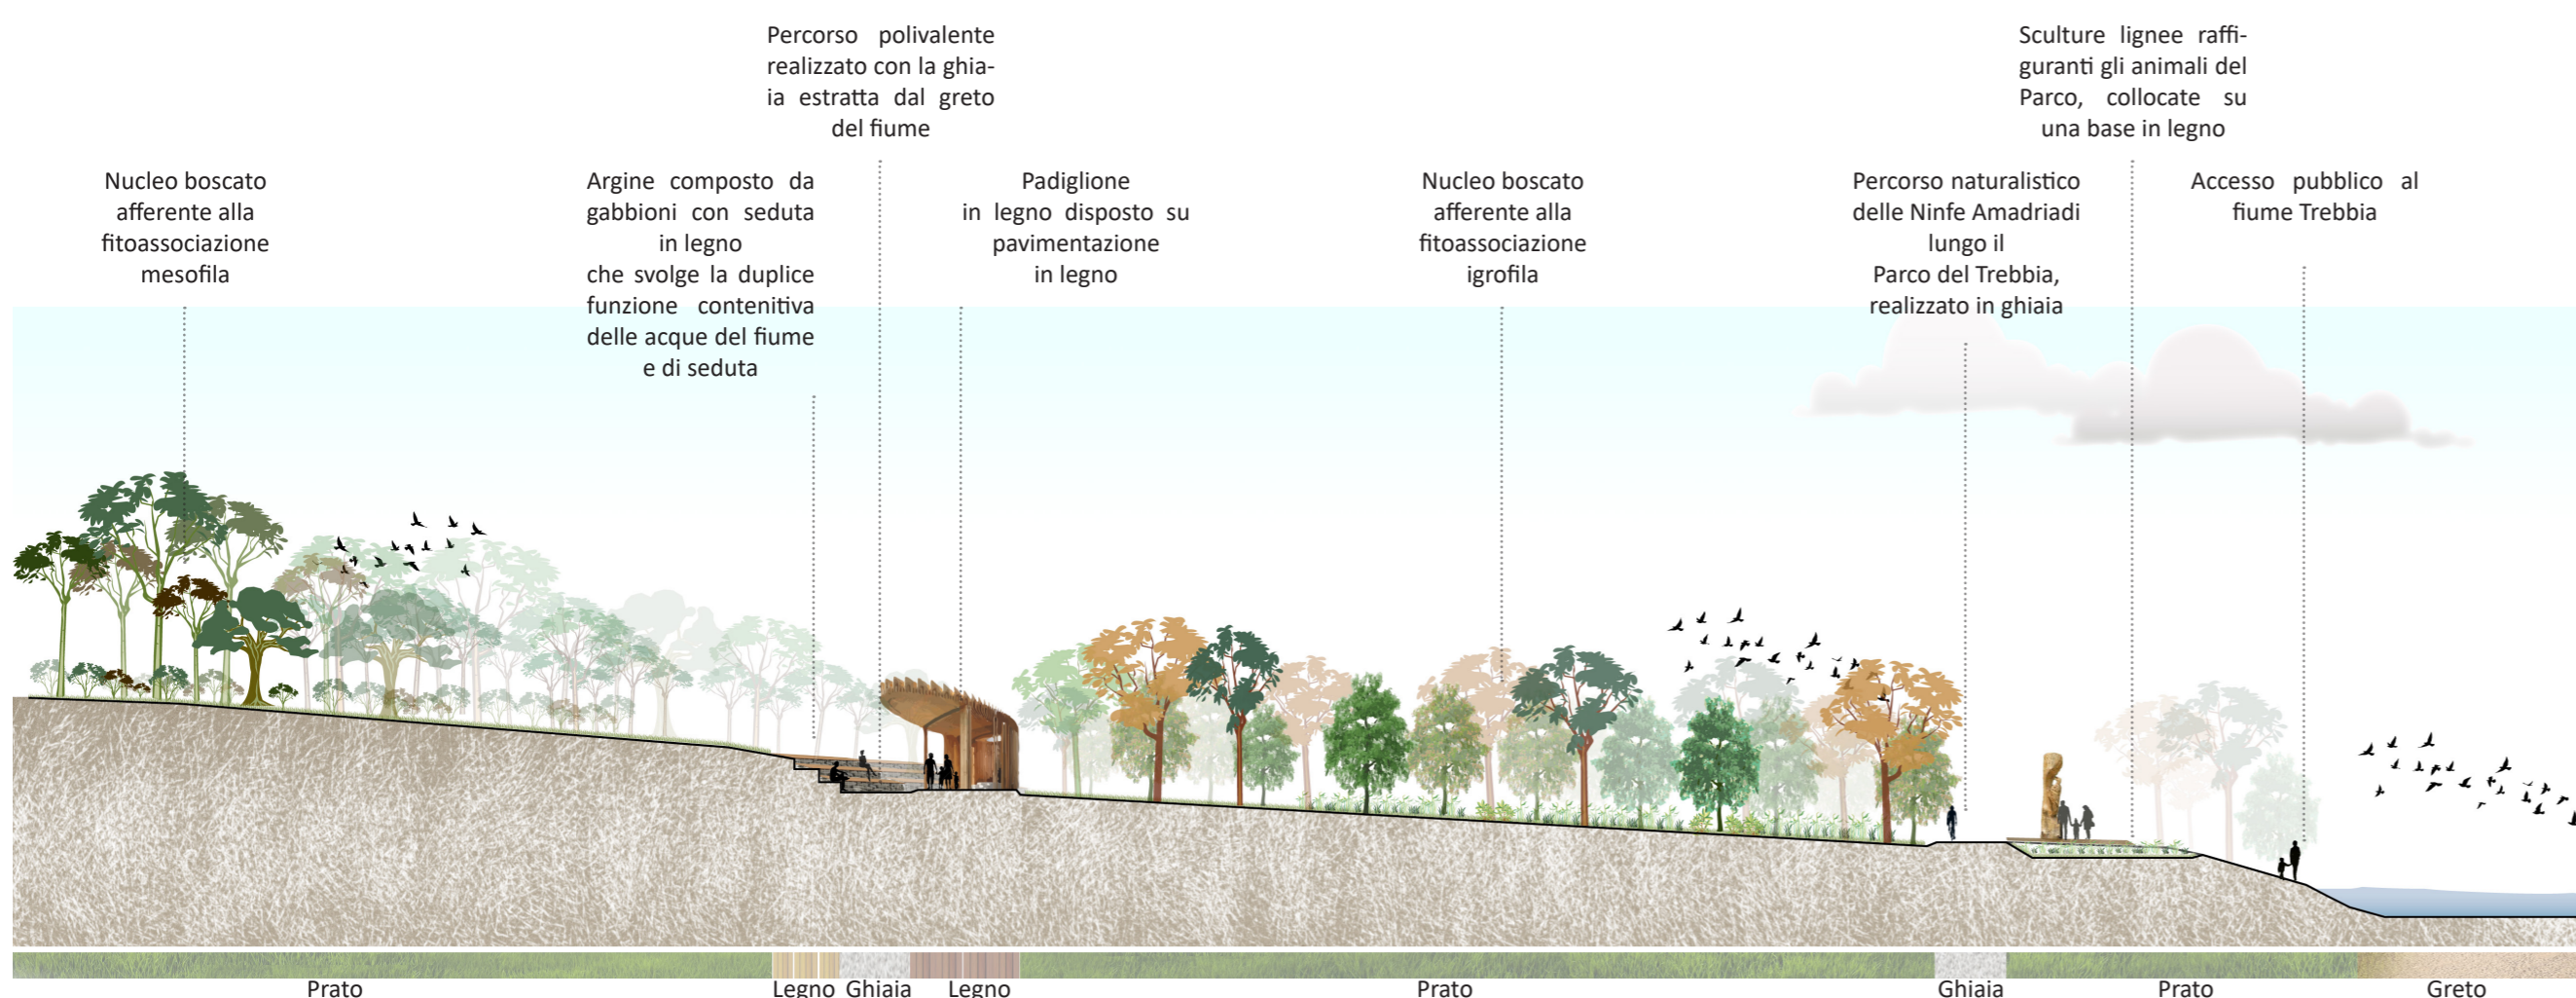 Percorso polivalente
realizzato con la ghia-
ia estratta dal greto
del fiume
Sculture lignee raffi-
guranti gli animali del
Parco, collocate su
una base in legno
Nucleo boscato
afferente alla
fitoassociazione
mesofila
Argine composto da
gabbioni con seduta
in legno
che svolge la duplice
funzione contenitiva
delle acque del fiume
e di seduta
Padiglione
in legno disposto su
pavimentazione
in legno
Nucleo boscato
afferente alla
fitoassociazione
igrofila
Percorso naturalistico
delle Ninfe Amadriadi
lungo il
Parco del Trebbia,
realizzato in ghiaia
Accesso pubblico al
fiume Trebbia
Prato
Legno
Ghiaia
Legno
Prato
Ghiaia
Prato
Greto